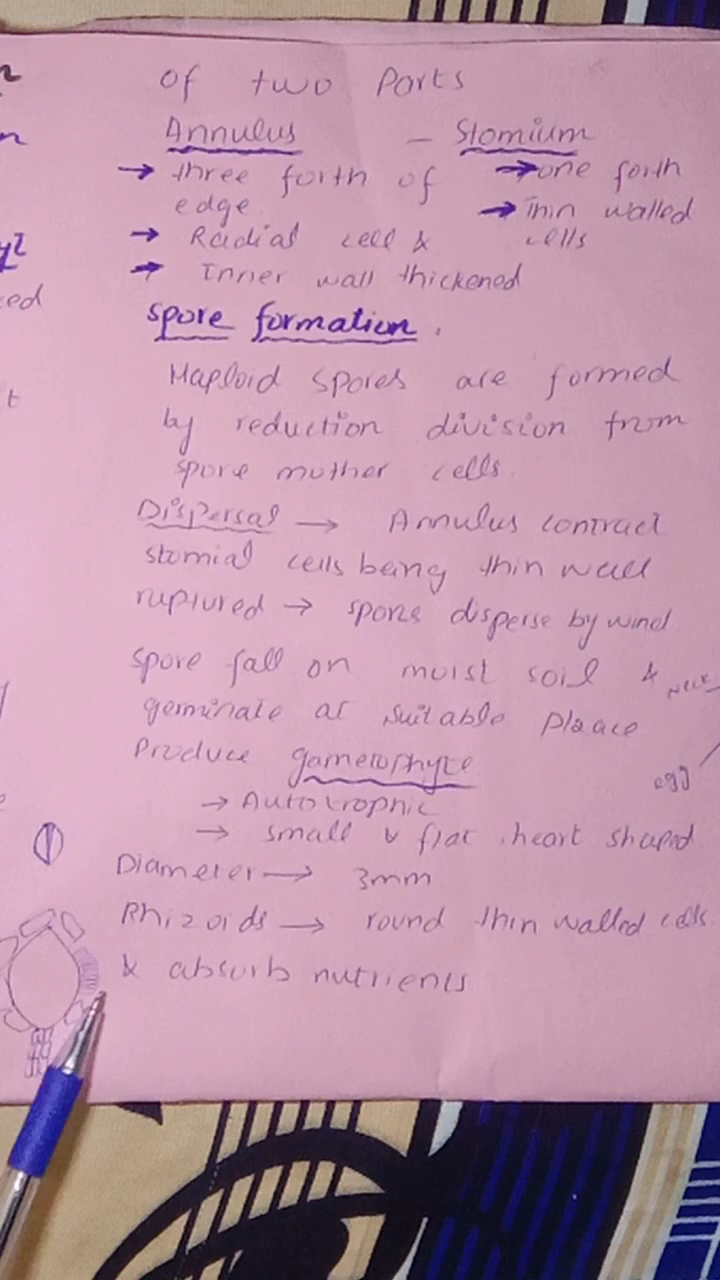 of two Parts
Annulus — Stomium
→ three forth of → one forth
edge → thin walled
→ Radial cell & cells
→ Inner wall thickened
spore formation.
Haploid spores are formed
by reduction division from
spore mother cells.
Dispersal → Annulus contract
stomial cells being thin wall
ruptured → spores disperse by wind
spore fall on moist soil &
germinate at suitable Plaace
Produce gametophyte
egg
→ Autotrophic
→ small & flat heart shaped
Diameter → 3mm
Rhizoids → round thin walled cells
& absorb nutrients